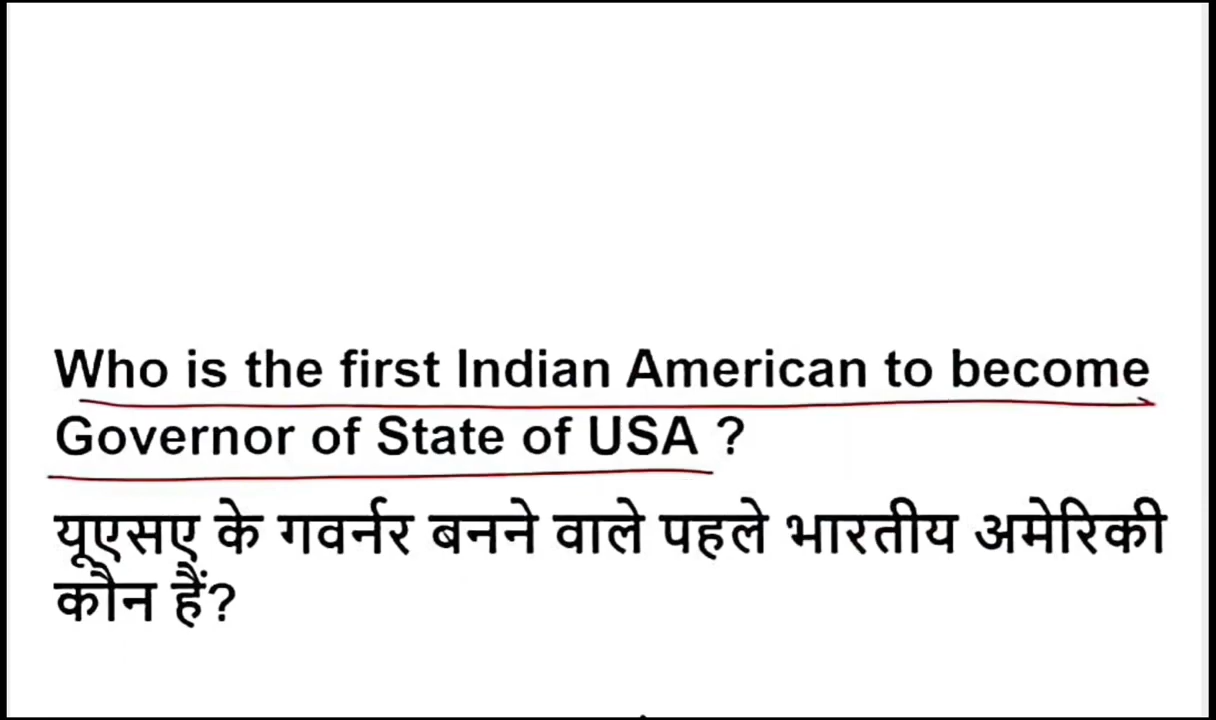 Who is the first Indian American to become
Governor of State of USA ?
यूएसए के गवर्नर बनने वाले पहले भारतीय अमेरिकी
कौन हैं?